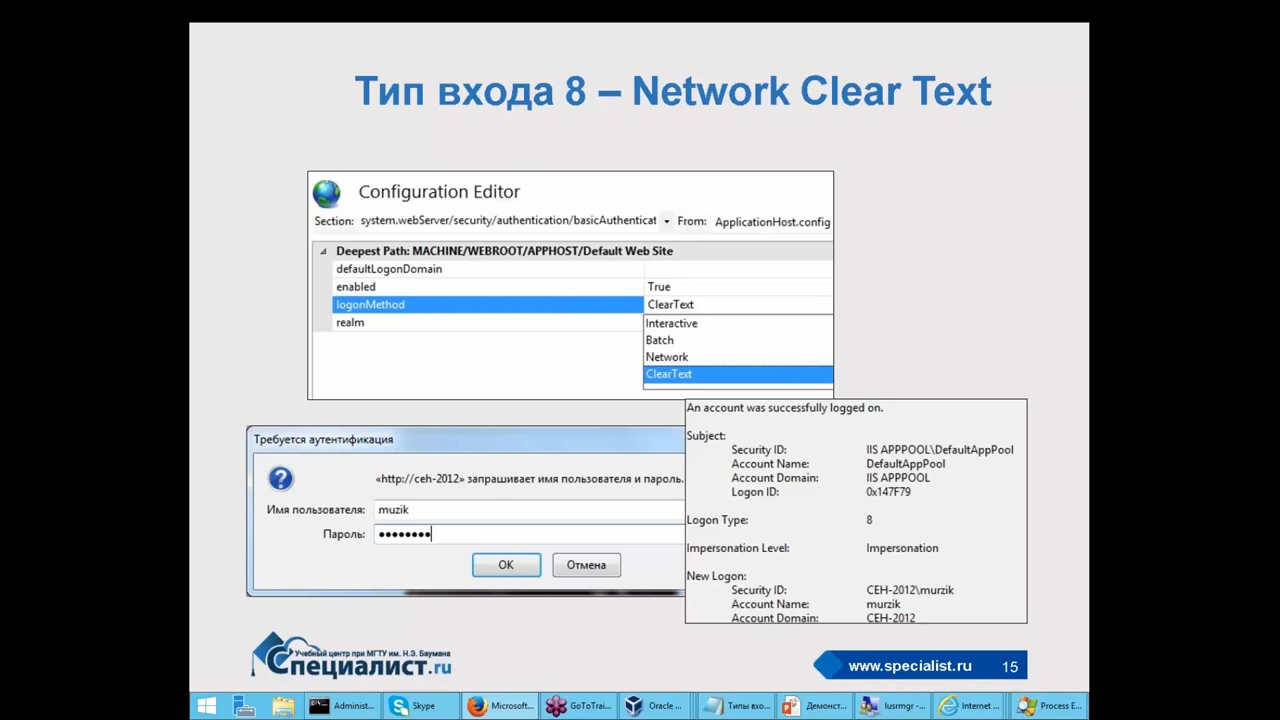 Тип входа 8 – Network Clear Text
Configuration Editor
Section: system.webServer/security/authentication/basicAuthenticat From: ApplicationHost.config
Deepest Path: MACHINE/WEBROOT/APPHOST/Default Web Site
defaultLogonDomain
enabled True
logonMethod ClearText
realm
Interactive
Batch
Network
ClearText
An account was successfully logged on.
Subject:
Security ID: IIS APPPOOL\DefaultAppPool
Account Name: DefaultAppPool
Account Domain: IIS APPPOOL
Logon ID: 0x147F79
Logon Type: 8
Impersonation Level: Impersonation
New Logon:
Security ID: CEH-2012\murzik
Account Name: murzik
Account Domain: CEH-2012
Требуется аутентификация
«http://ceh-2012» запрашивает имя пользователя и пароль.
Имя пользователя: muzik
Пароль: ••••••••
OK Отмена
Учебный центр при МГТУ им. Н.Э. Баумана
Специалист.ru
www.specialist.ru 15
Administ... Skype Microsoft... GoToTrai... Oracle ... Типы вхо... Демонст... lusrmgr -... Internet ... Process E...